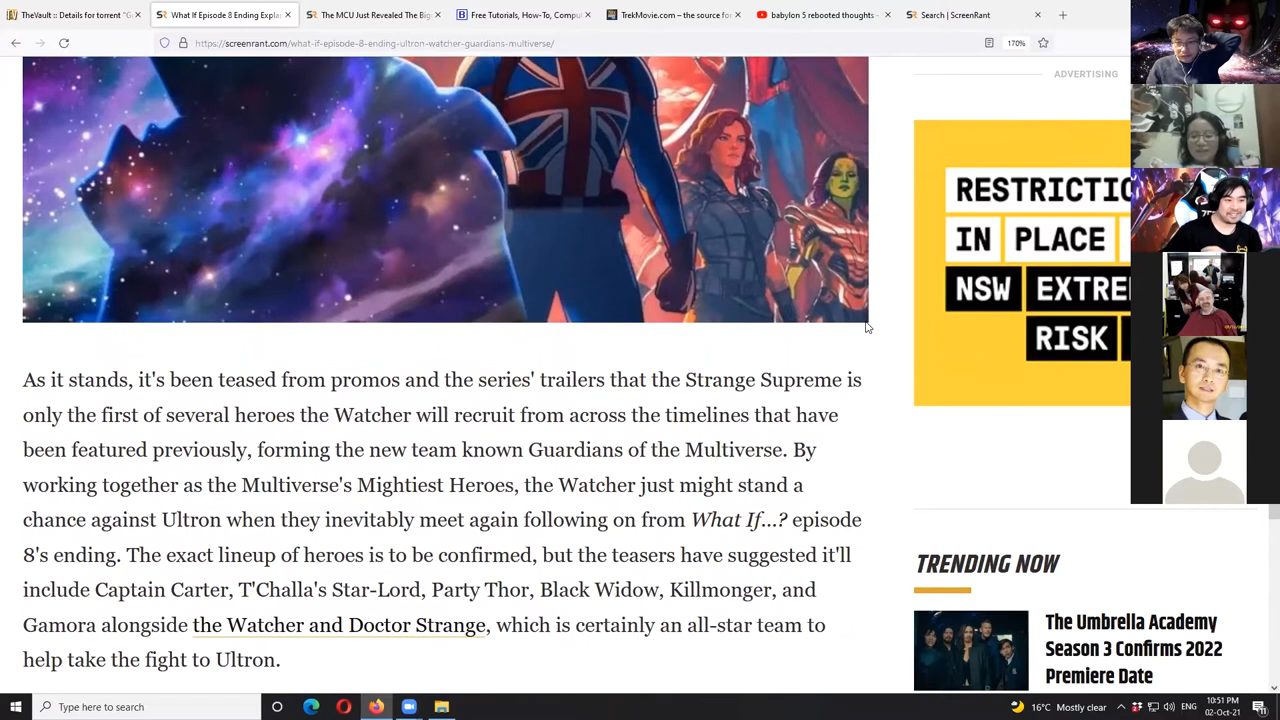 TheVault :: Details for torrent "G
What If Episode 8 Ending Expla
The MCU Just Revealed The Big
Free Tutorials, How-To, Compu
TrekMovie.com – the source for
babylon 5 rebooted thoughts -
Search | ScreenRant
https://screenrant.com/what-if-episode-8-ending-ultron-watcher-guardians-multiverse/
170%
ADVERTISING
RESTRICTIO
IN PLACE
NSW EXTRE
RISK
As it stands, it's been teased from promos and the series' trailers that the Strange Supreme is
only the first of several heroes the Watcher will recruit from across the timelines that have
been featured previously, forming the new team known Guardians of the Multiverse. By
working together as the Multiverse's Mightiest Heroes, the Watcher just might stand a
chance against Ultron when they inevitably meet again following on from What If...? episode
8's ending. The exact lineup of heroes is to be confirmed, but the teasers have suggested it'll
include Captain Carter, T'Challa's Star-Lord, Party Thor, Black Widow, Killmonger, and
Gamora alongside the Watcher and Doctor Strange, which is certainly an all-star team to
help take the fight to Ultron.
TRENDING NOW
The Umbrella Academy
Season 3 Confirms 2022
Premiere Date
Type here to search
16°C Mostly clear
10:51 PM
02-Oct-21